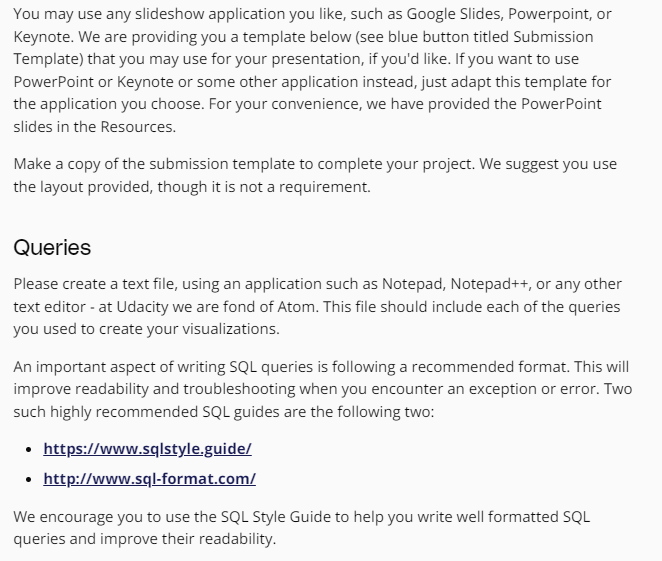 You may use any slideshow application you like, such as Google Slides, Powerpoint, or
Keynote. We are providing you a template below (see blue button titled Submission
Template) that you may use for your presentation, if you'd like. If you want to use
PowerPoint or Keynote or some other application instead, just adapt this template for
the application you choose. For your convenience, we have provided the PowerPoint
slides in the Resources.
Make a copy of the submission template to complete your project. We suggest you use
the layout provided, though it is not a requirement.
Queries
Please create a text file, using an application such as Notepad, Notepad++, or any other
text editor - at Udacity we are fond of Atom. This file should include each of the queries
you used to create your visualizations.
An important aspect of writing SQL queries is following a recommended format. This will
improve readability and troubleshooting when you encounter an exception or error. Two
such highly recommended SQL guides are the following two:
• https://www.sqlstyle.guide/
• http://www.sql-format.com/
We encourage you to use the SQL Style Guide to help you write well formatted SQL
queries and improve their readability.